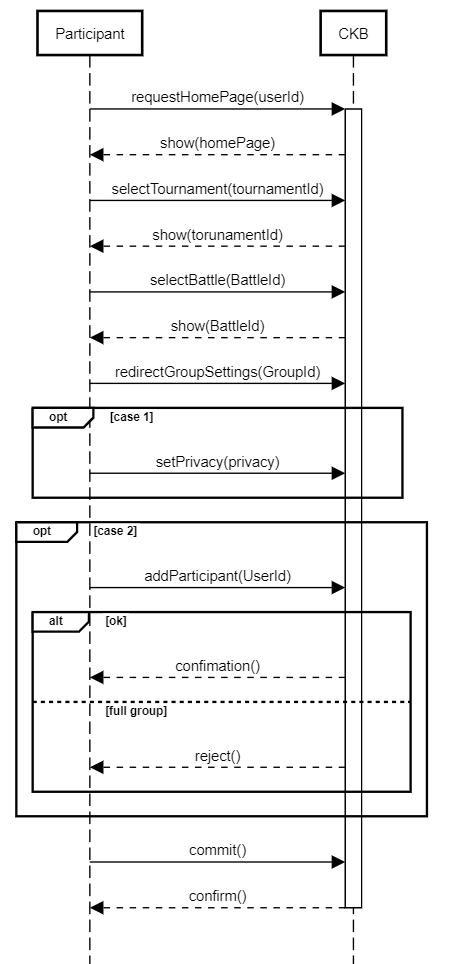 Participant
CKB
requestHomePage(userId)
show(homePage)
selectTournament(tournamentId)
show(torunamentId)
selectBattle(BattleId)
show(BattleId)
redirectGroupSettings(GroupId)
opt [case 1]
setPrivacy(privacy)
opt [case 2]
addParticipant(UserId)
alt [ok]
confimation()
[full group]
reject()
commit()
confirm()